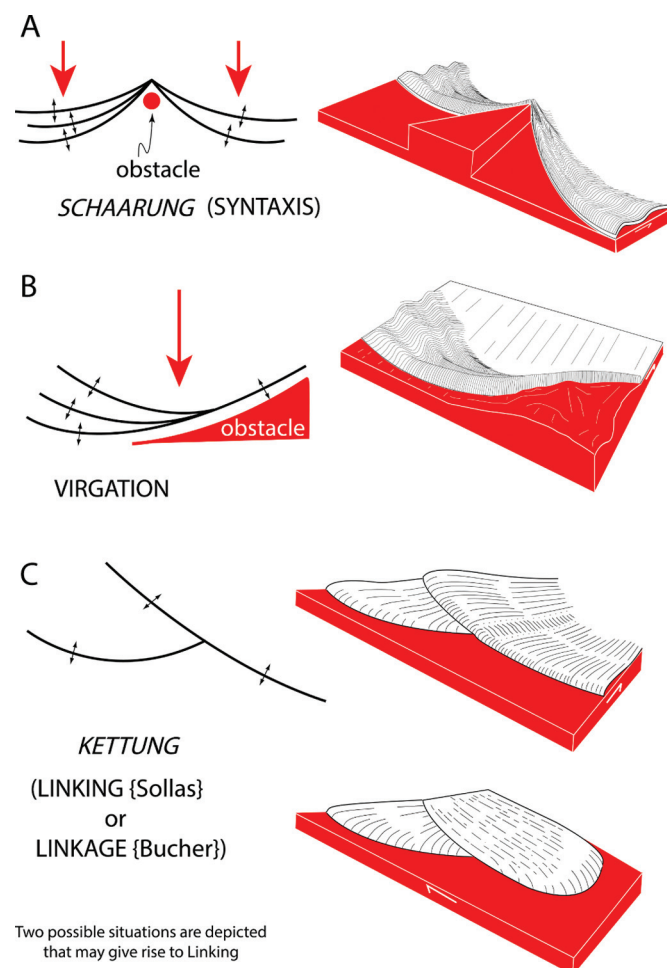 A
obstacle
SCHAARUNG (SYNTAXIS)
B
obstacle
VIRGATION
C
KETTUNG
(LINKING {Sollas}
or
LINKAGE {Bucher})
Two possible situations are depicted
that may give rise to Linking